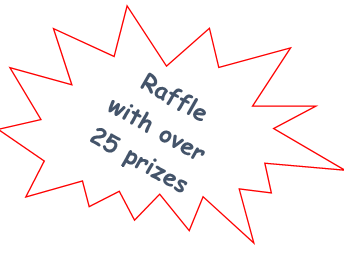 Raffle
with over
25 prizes